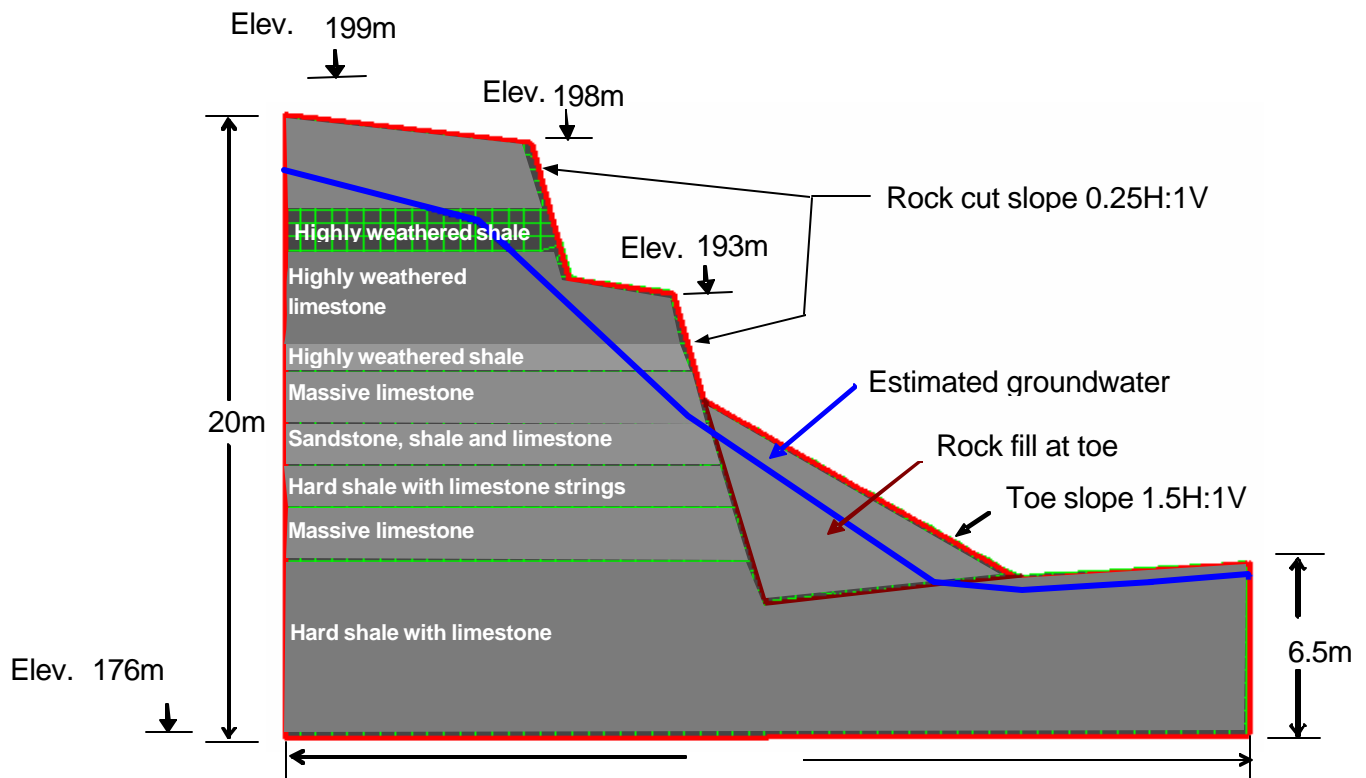 Elev. 199m
Elev. 198m
Rock cut slope 0.25H:1V
Highly weathered shale
Elev. 193m
Highly weathered
limestone
Highly weathered shale
Estimated groundwater
Massive limestone
20m
Sandstone, shale and limestone
Rock fill at toe
Hard shale with limestone strings
Toe slope 1.5H:1V
Massive limestone
Hard shale with limestone
6.5m
Elev. 176m